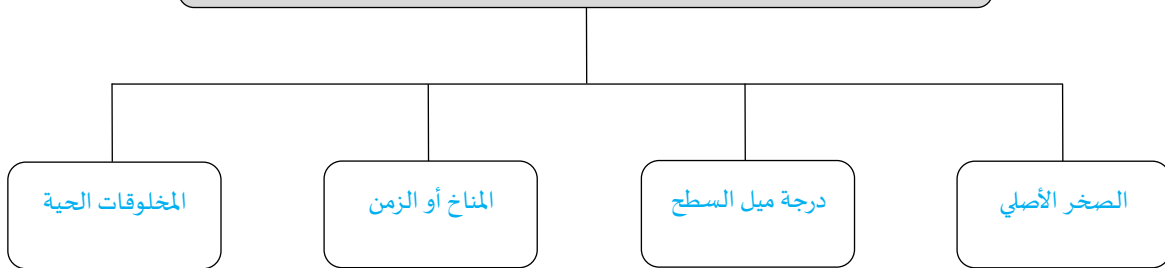 الصخر الأصلي
درجة ميل السطح
المناخ أو الزمن
المخلوقات الحية